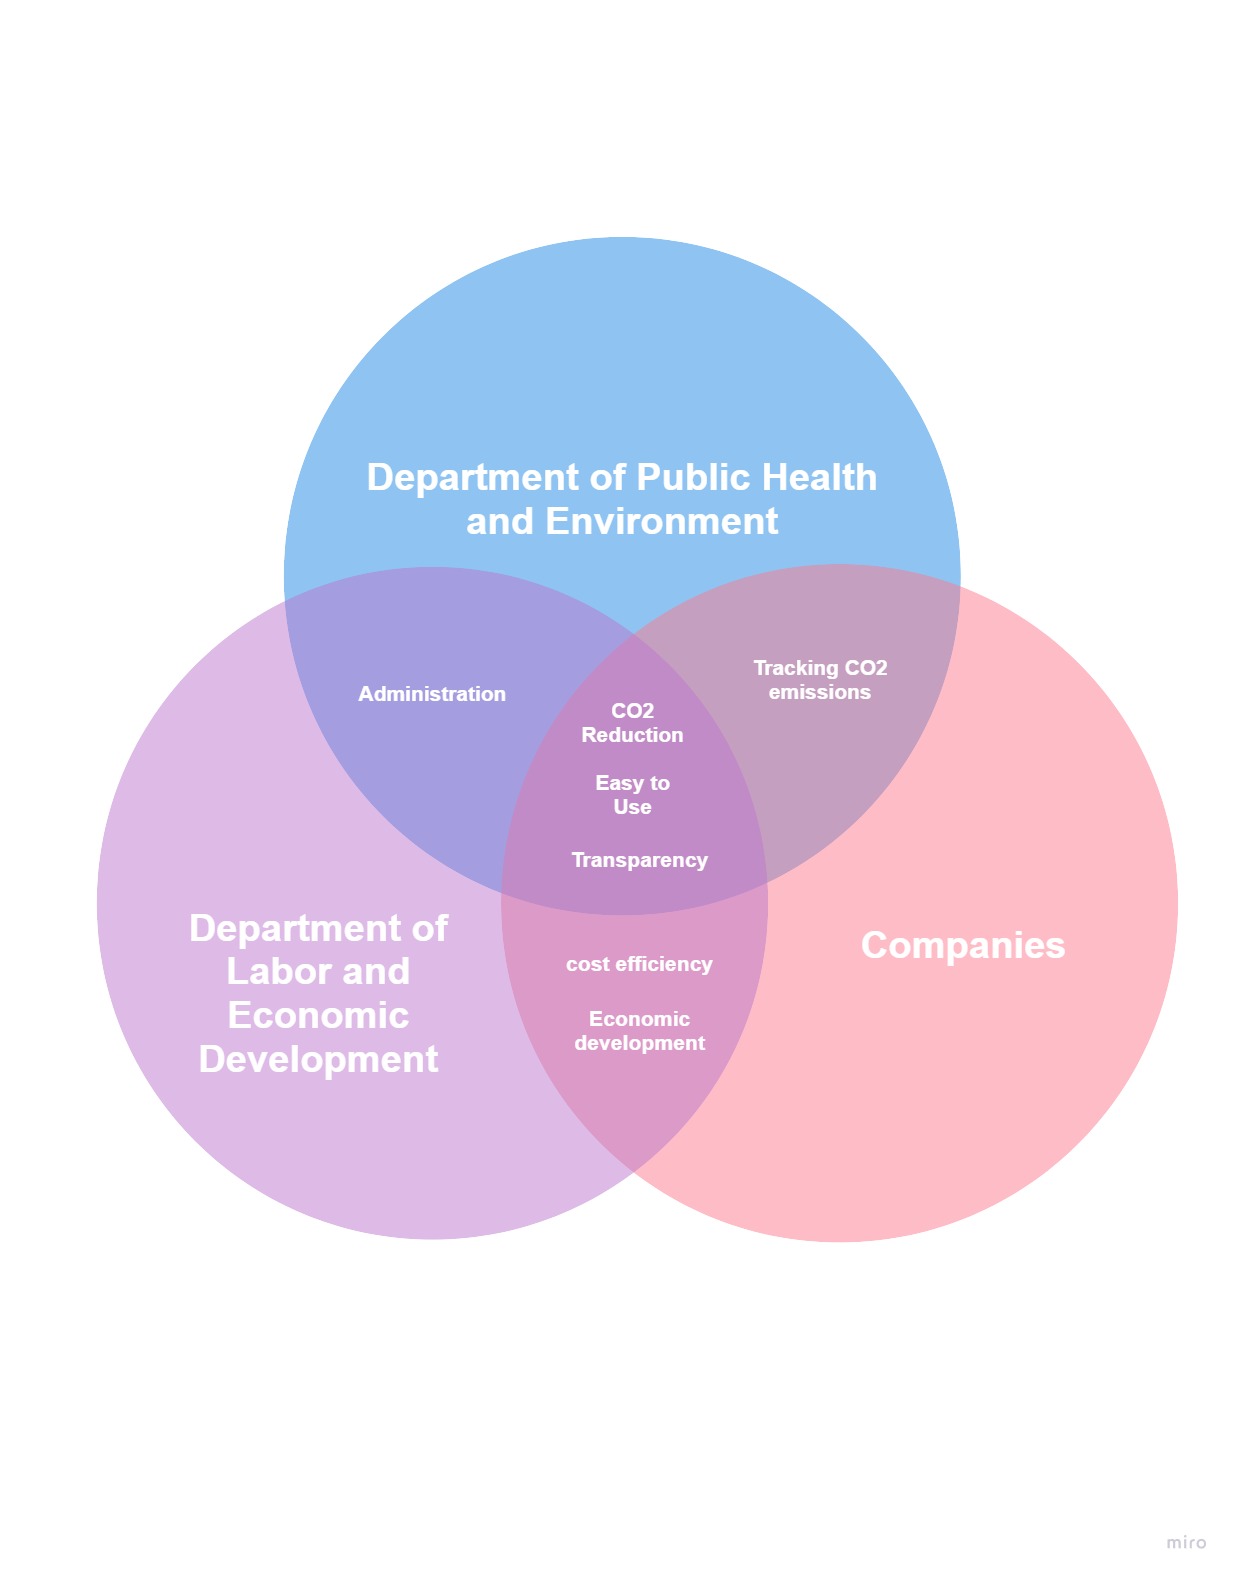 Department of Public Health
and Environment
Administration
Tracking CO2
emissions
CO2
Reduction
Easy to
Use
Transparency
Department of
Labor and
Economic
Development
Companies
cost efficiency
Economic
development
miro